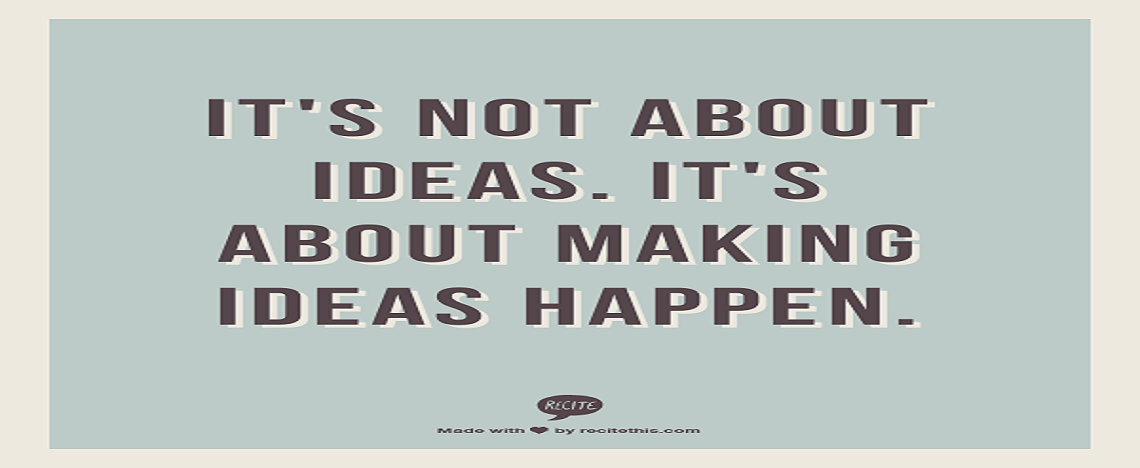 IT'S NOT ABOUT
IDEAS. IT'S
ABOUT MAKING
IDEAS HAPPEN.
RECITE
Made with ❤ by recitethis.com